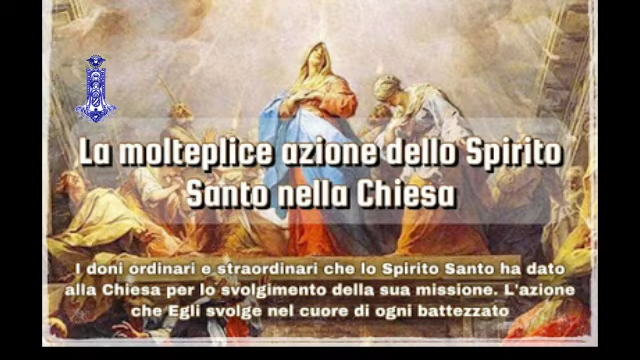 La molteplice azione dello Spirito
Santo nella Chiesa
I doni ordinari e straordinari che lo Spirito Santo ha dato
alla Chiesa per lo svolgimento della sua missione. L'azione
che Egli svolge nel cuore di ogni battezzato